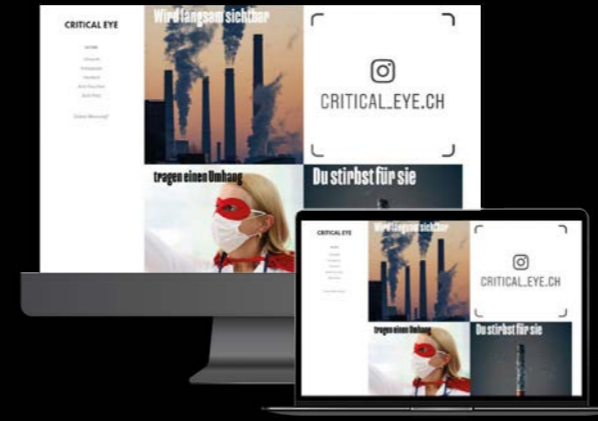 CRITICAL EYE
Wird langsam sichtbar
CRITICAL_EYE.CH
tragen einen Umhang
Du stirbst für sie
CRITICAL EYE
Wird langsam sichtbar
CRITICAL_EYE.CH
tragen einen Umhang
Du stirbst für sie